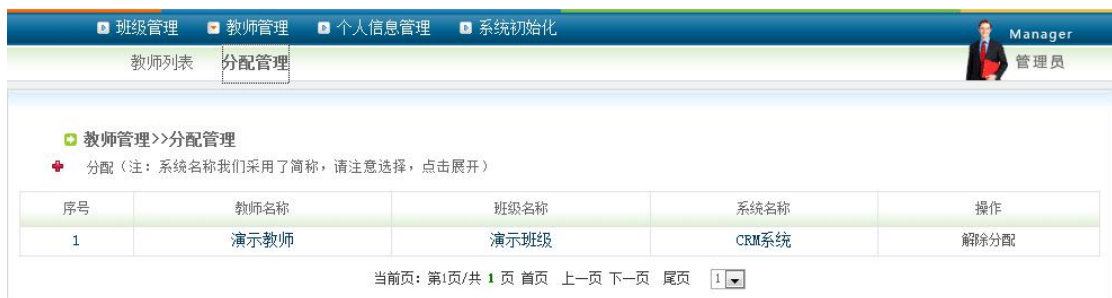 班级管理 教师管理 个人信息管理 系统初始化
Manager
教师列表 分配管理 管理员
教师管理>>分配管理
分配（注：系统名称我们采用了简称，请注意选择，点击展开）
序号 教师名称 班级名称 系统名称 操作
1 演示教师 演示班级 CRM系统 解除分配
当前页：第1页/共 1 页 首页 上一页 下一页 尾页 1